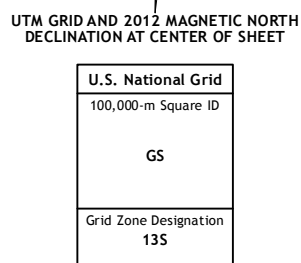 UTM GRID AND 2012 MAGNETIC NORTH
DECLINATION AT CENTER OF SHEET
U.S. National Grid
100,000-m Square ID
GS
Grid Zone Designation
13S